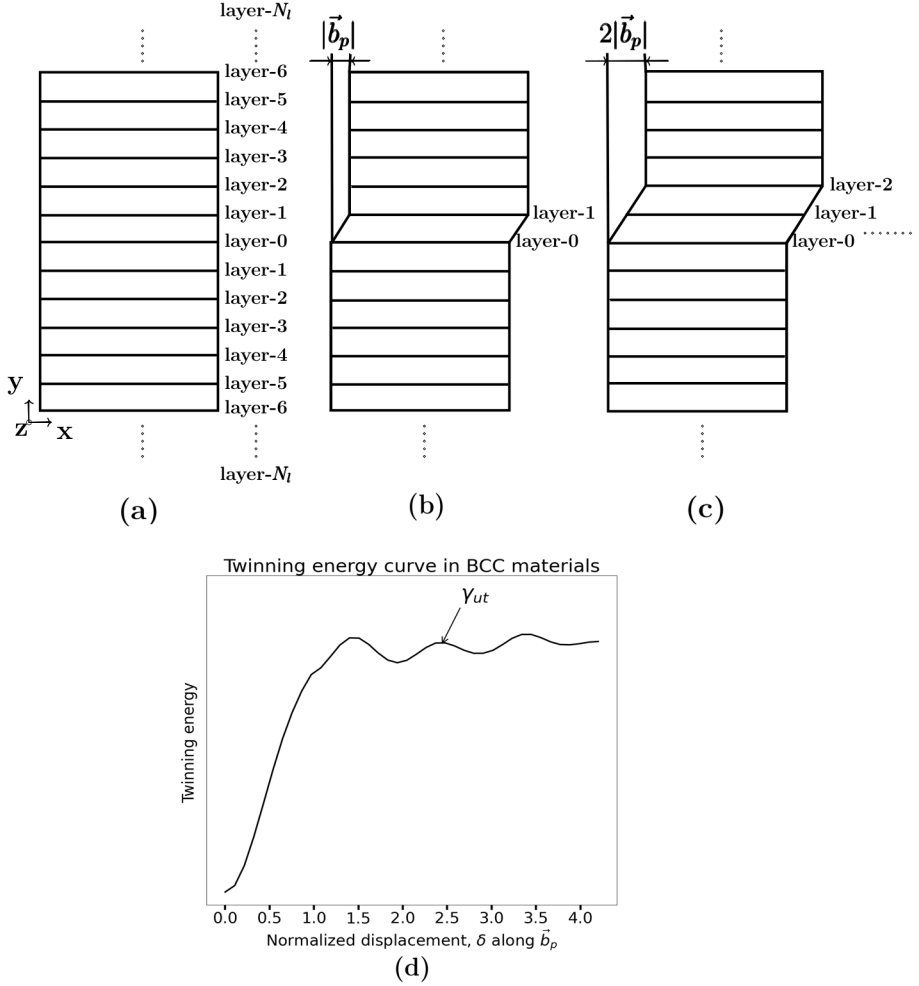 layer-N_l
|b⃗_p|
2|b⃗_p|
layer-6
layer-5
layer-4
layer-3
layer-2
layer-1
layer-0
layer-1
layer-2
layer-3
layer-4
layer-5
layer-6
layer-N_l
y
z
x
layer-1
layer-0
layer-2
layer-1
layer-0
(a)
(b)
(c)
Twinning energy curve in BCC materials
γ_ut
Twinning energy
0.0 0.5 1.0 1.5 2.0 2.5 3.0 3.5 4.0
Normalized displacement, δ along b⃗_p
(d)